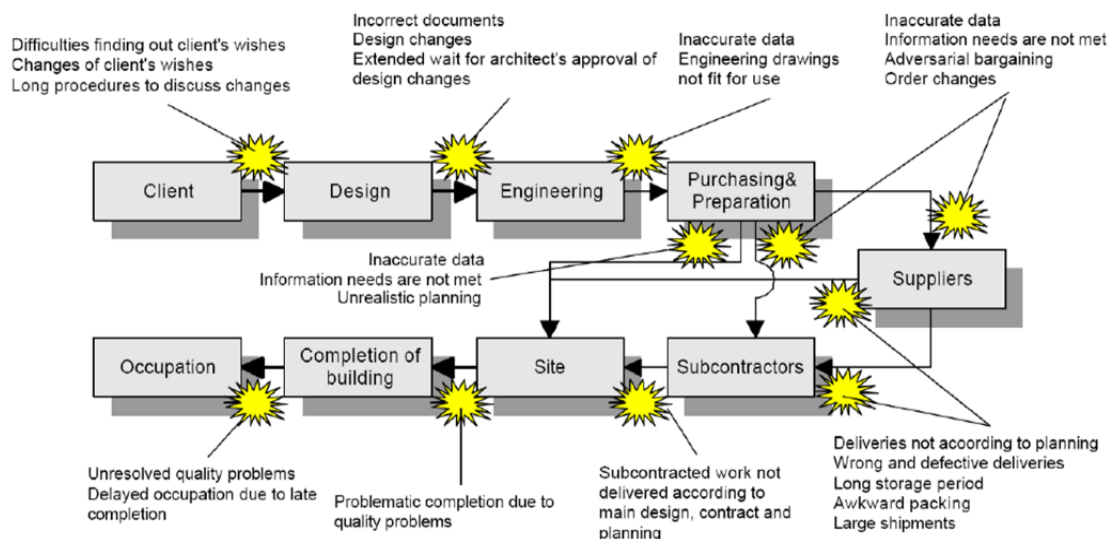 Difficulties finding out client's wishes
Changes of client's wishes
Long procedures to discuss changes
Incorrect documents
Design changes
Extended wait for architect's approval of
design changes
Inaccurate data
Engineering drawings
not fit for use
Inaccurate data
Information needs are not met
Adversarial bargaining
Order changes
Client
Design
Engineering
Purchasing&
Preparation
Inaccurate data
Information needs are not met
Unrealistic planning
Suppliers
Occupation
Completion of
building
Site
Subcontractors
Unresolved quality problems
Delayed occupation due to late
completion
Problematic completion due to
quality problems
Subcontracted work not
delivered according to
main design, contract and
planning
Deliveries not acording to planning
Wrong and defective deliveries
Long storage period
Awkward packing
Large shipments